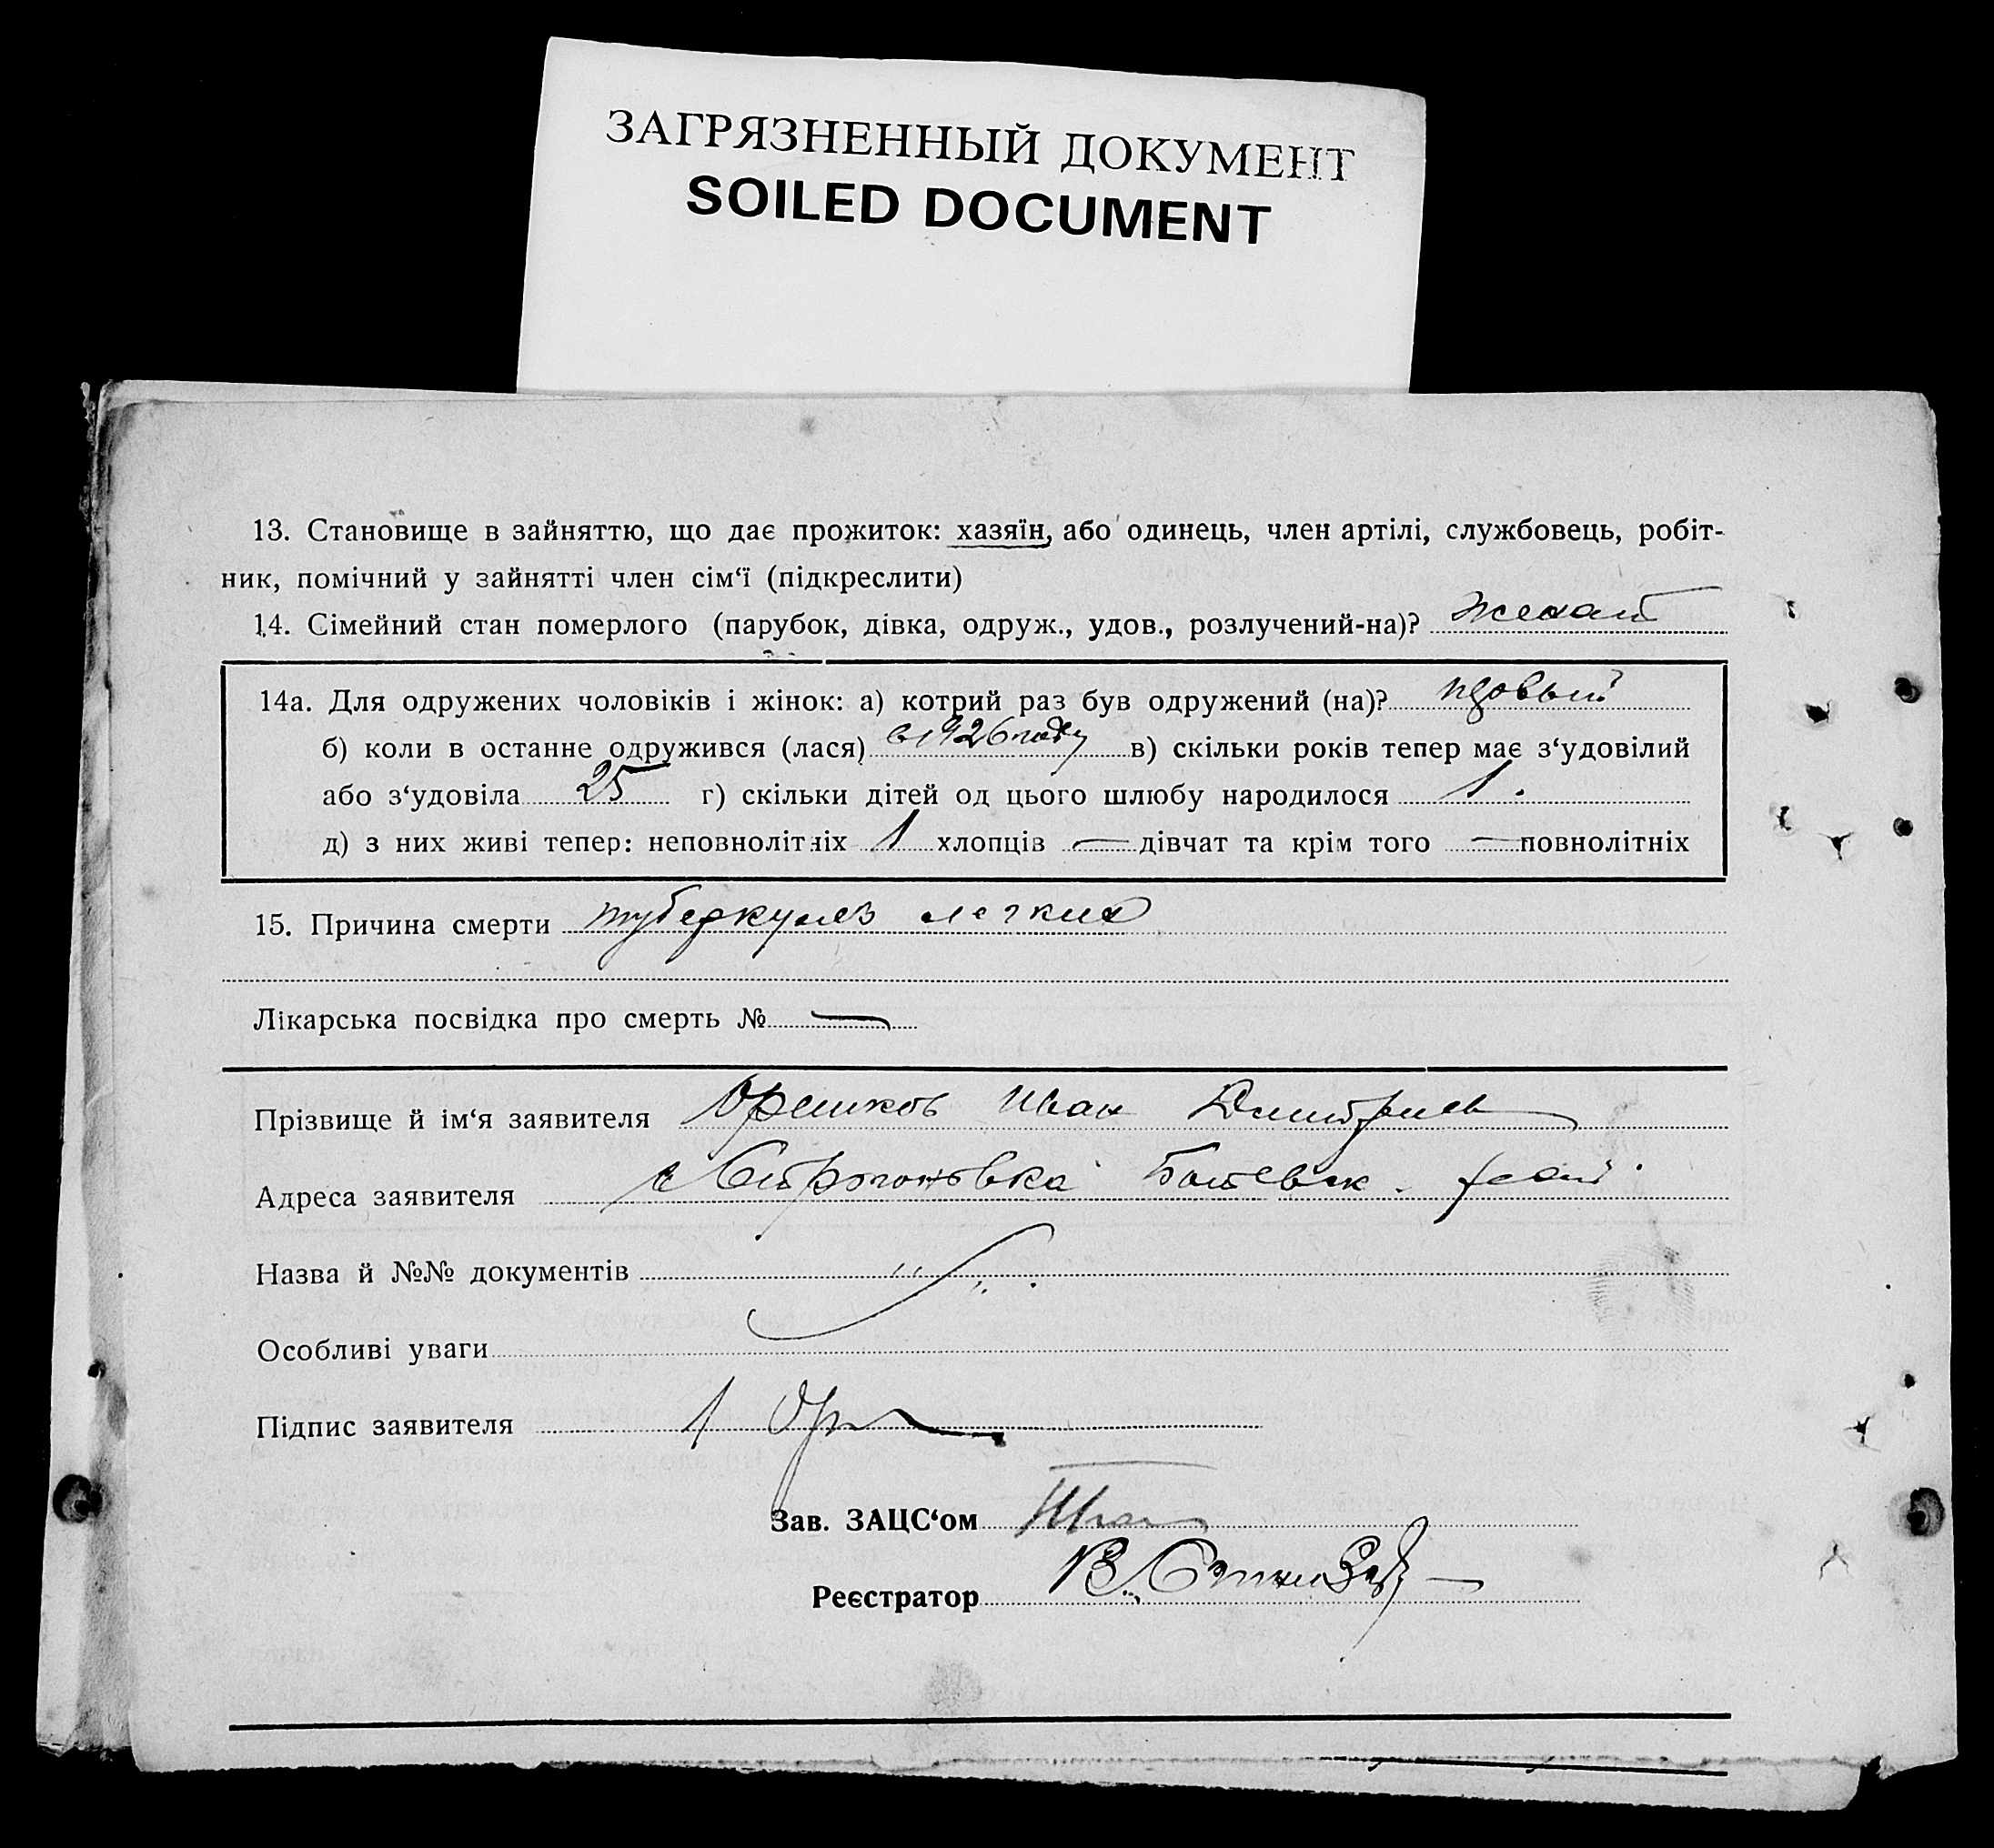 ЗАГРЯЗНЕННЫЙ ДОКУМЕНТ
SOILED DOCUMENT
13. Становище в зайняттю, що дає прожиток: хазяїн, або одинець, член артілі, службовець, робіт-
ник, помічний у зайнятті член сім‘ї (підкреслити)
14. Сімейний стан померлого (парубок, дівка, одруж., удов., розлучений-на)? женат
14а. Для одружених чоловіків і жінок: а) котрий раз був одружений (на)?
б) коли в останне одружився (лася) в 1926 году в) скільки років тепер має з‘удовілий
або з‘удовіла 25 г) скільки дітей од цього шлюбу народилося 1.
д) з них живі тепер: неповнолітніх 1 хлопців — дівчат та крім того — повнолітніх
15. Причина смерти туберкулез легких
Лікарська посвідка про смерть № —
Прізвище й ім‘я заявителя Орешков Иван Дмитриев
Адреса заявителя с Строгоновка
Назва й №№ документів
Особливі уваги
Підпис заявителя
Зав. ЗАЦС‘ом
Реєстратор